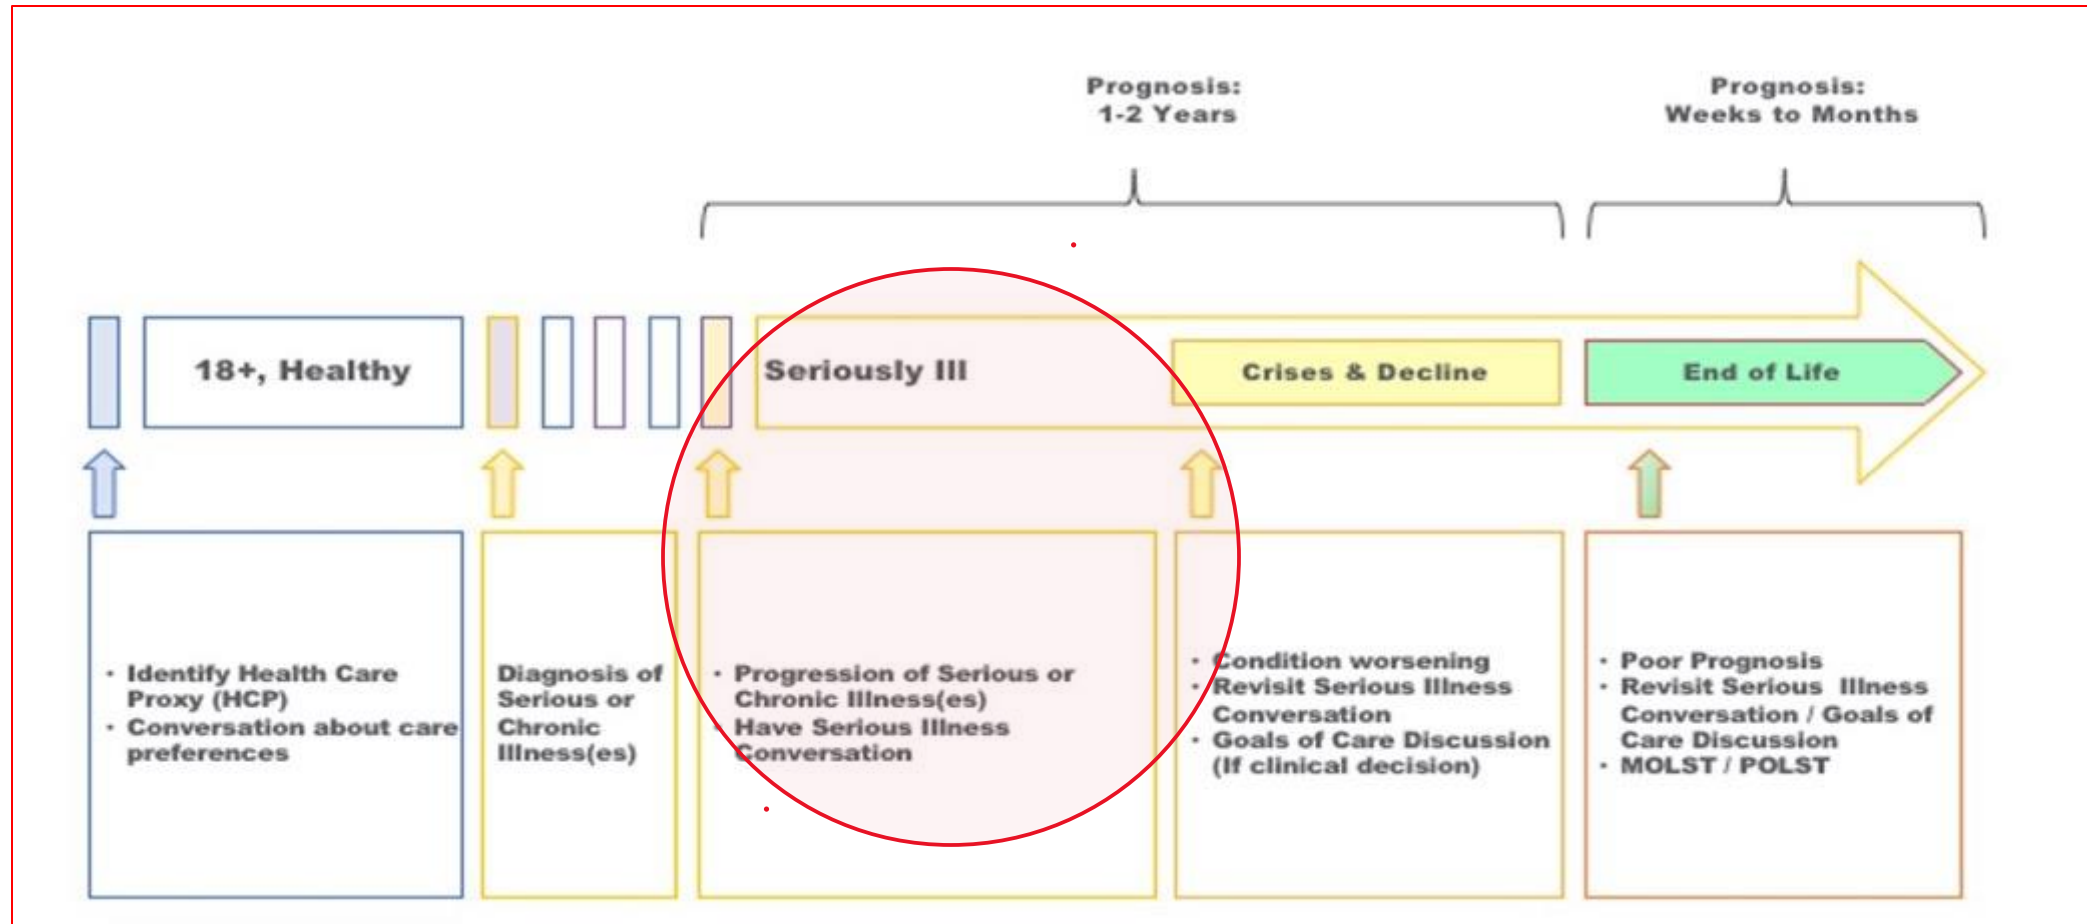 Prognosis:
1-2 Years
Prognosis:
Weeks to Months
18+, Healthy
Seriously Ill
Crises & Decline
End of Life
· Identify Health Care
Proxy (HCP)
· Conversation about care
preferences
Diagnosis of
Serious or
Chronic
Illness(es)
· Progression of Serious or
Chronic Illness(es)
· Have Serious Illness
Conversation
· Condition worsening
· Revisit Serious Illness
Conversation
· Goals of Care Discussion
(If clinical decision)
· Poor Prognosis
· Revisit Serious Illness
Conversation / Goals of
Care Discussion
· MOLST / POLST